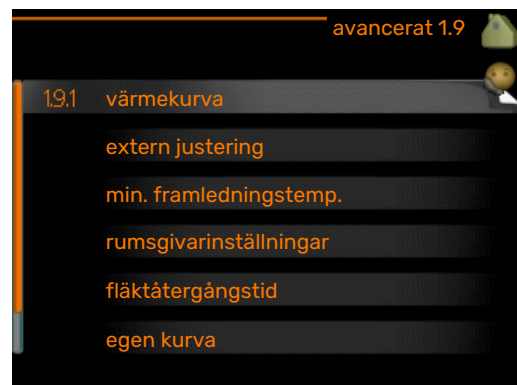 avancerat 1.9
1.9.1 värmekurva
extern justering
min. framledningstemp.
rumsgivarinställningar
fläktåtergångstid
egen kurva